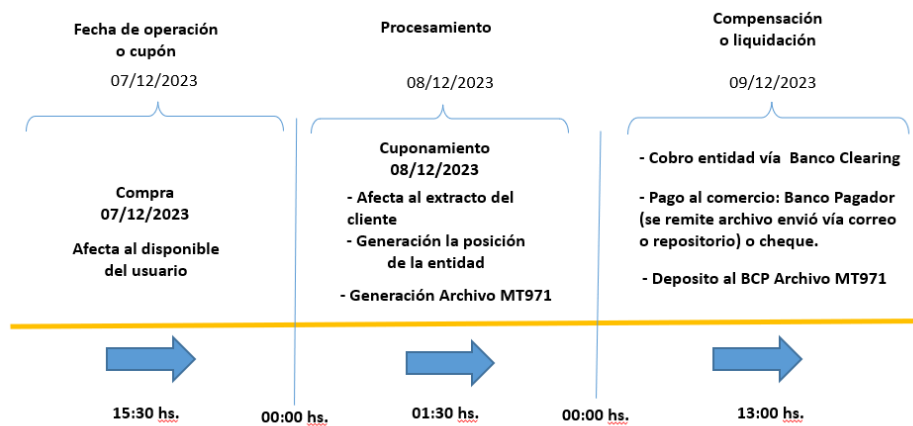 Fecha de operación
o cupón
07/12/2023
Compra
07/12/2023
Afecta al disponible
del usuario
Procesamiento
08/12/2023
Cuponamiento
08/12/2023
- Afecta al extracto del
cliente
- Generación la posición
de la entidad
- Generación Archivo MT971
Compensación
o liquidación
09/12/2023
- Cobro entidad vía Banco Clearing
- Pago al comercio: Banco Pagador
(se remite archivo envió vía correo
o repositorio) o cheque.
- Deposito al BCP Archivo MT971
15:30 hs.
00:00 hs.
01:30 hs.
00:00 hs.
13:00 hs.